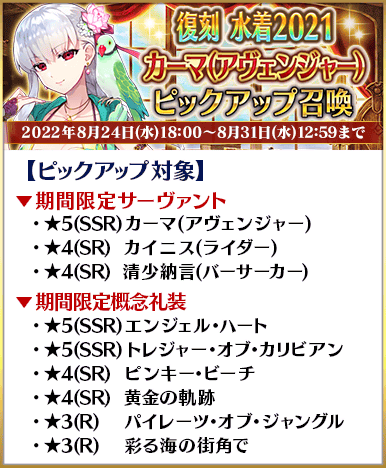 復刻 水着2021
カーマ(アヴェンジャー)
ピックアップ召喚
2022年8月24日(水)18:00～8月31日(水)12:59まで
【ピックアップ対象】
▼期間限定サーヴァント
・★5(SSR)カーマ(アヴェンジャー)
・★4(SR) カイニス(ライダー)
・★4(SR) 清少納言(バーサーカー)
▼期間限定概念礼装
・★5(SSR)エンジェル・ハート
・★5(SSR)トレジャー・オブ・カリビアン
・★4(SR) ピンキー・ビーチ
・★4(SR) 黄金の軌跡
・★3(R) パイレーツ・オブ・ジャングル
・★3(R) 彩る海の街角で